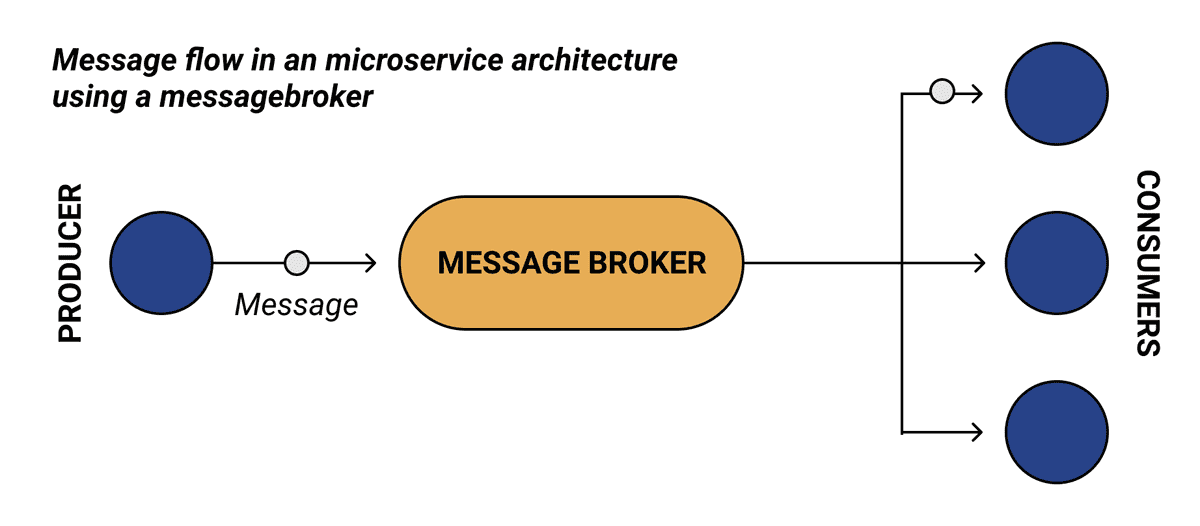 Message flow in an microservice architecture
using a messagebroker
PRODUCER
Message
MESSAGE BROKER
CONSUMERS